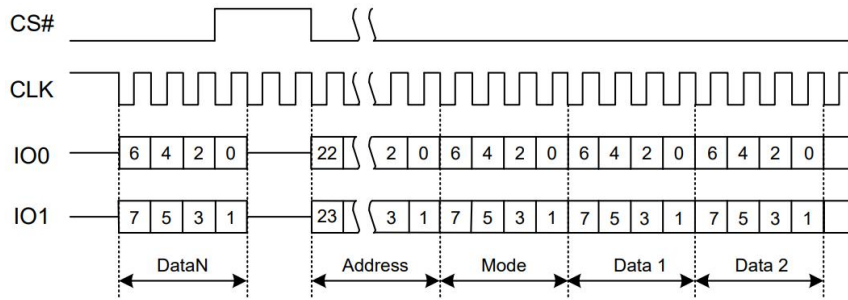 CS#
CLK
IO0 6 4 2 0 22 2 0 6 4 2 0 6 4 2 0 6 4 2 0
IO1 7 5 3 1 23 3 1 7 5 3 1 7 5 3 1 7 5 3 1
DataN Address Mode Data 1 Data 2